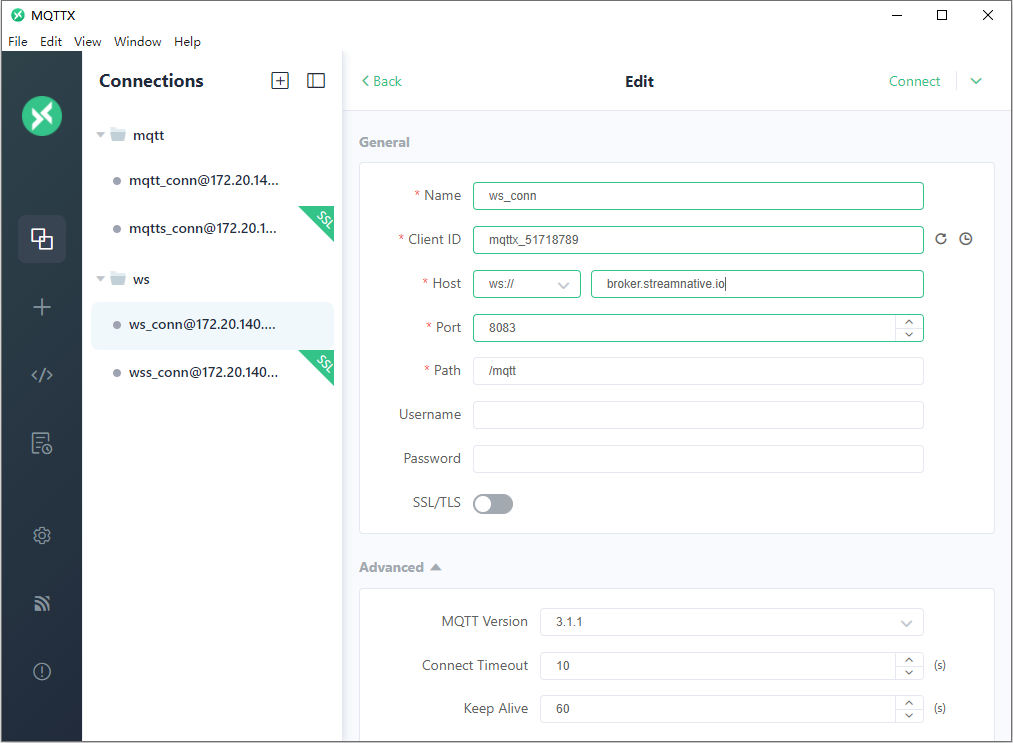 MQTTX
File Edit View Window Help
Connections
mqtt
mqtt_conn@172.20.14...
mqtts_conn@172.20.1...
SSL
ws
ws_conn@172.20.140....
wss_conn@172.20.140...
SSL
Back
Edit
Connect
General
* Name ws_conn
* Client ID mqttx_51718789
* Host ws:// broker.streamnative.io
* Port 8083
* Path /mqtt
Username
Password
SSL/TLS
Advanced
MQTT Version 3.1.1
Connect Timeout 10 (s)
Keep Alive 60 (s)